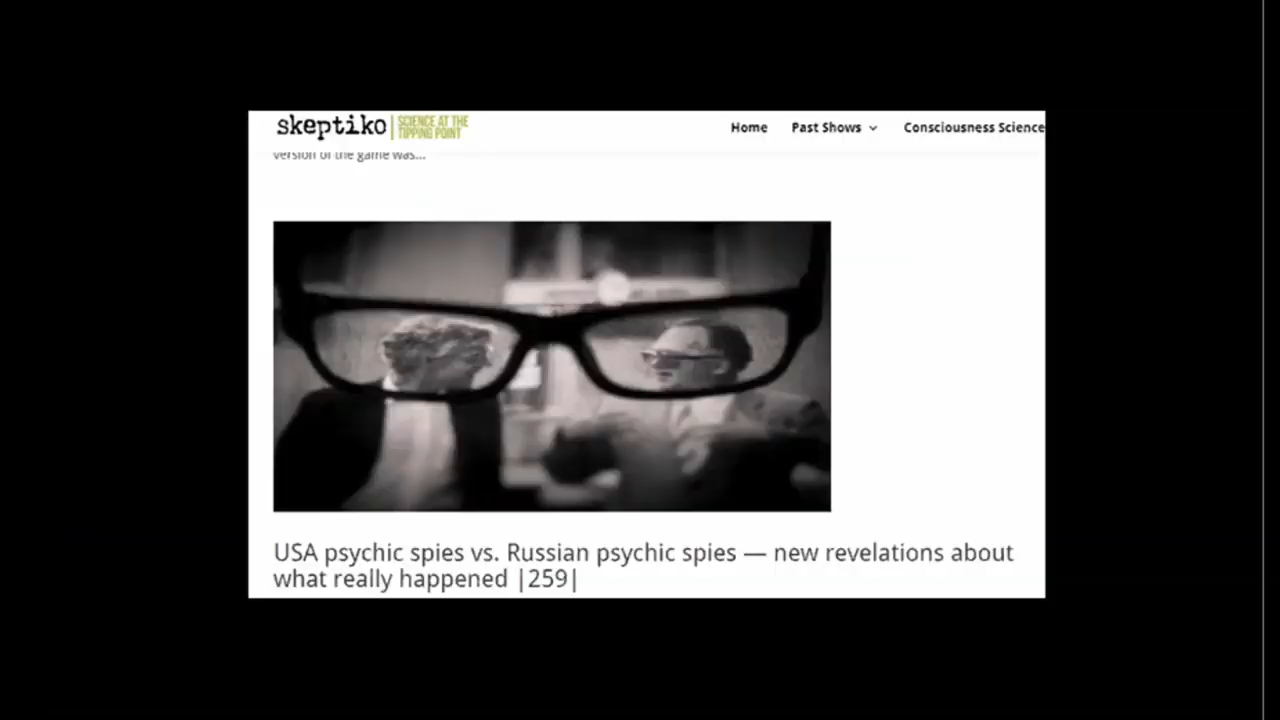 skeptiko
SCIENCE AT THE
TIPPING POINT
Home
Past Shows
Consciousness Science
version of the game was...
USA psychic spies vs. Russian psychic spies — new revelations about
what really happened |259|